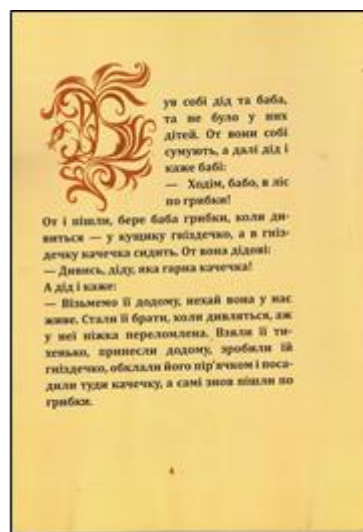 Був собі дід та баба,
та не було у них
дітей. От вони собі
сумують, а далі дід і
каже бабі:
— Ходім, бабо, в ліс
по грибки!
От і пішли, бере баба грибки, коли ди-
виться — у кущику гніздечко, а в гніз-
дечку качечка сидить. От вона дідові:
— Дивись, діду, яка гарна качечка!
А дід і каже:
— Візьмемо її додому, нехай вона у нас
живе. Стали її брати, коли дивляться, аж
у неї ніжка переломлена. Взяли її ти-
хенько, принесли додому, зробили їй
гніздечко, обклали його пір'ячком і поса-
дили туди качечку, а самі знов пішли по
грибки.
4